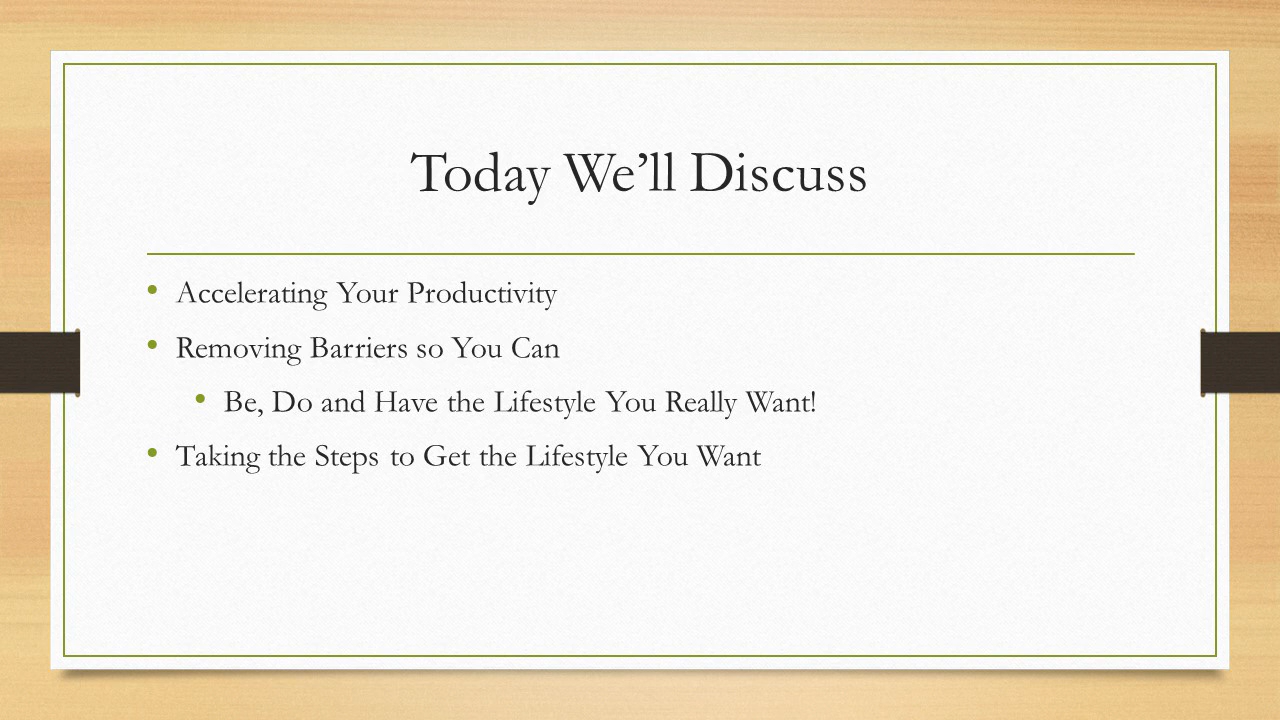 Today We’ll Discuss
• Accelerating Your Productivity
• Removing Barriers so You Can
• Be, Do and Have the Lifestyle You Really Want!
• Taking the Steps to Get the Lifestyle You Want